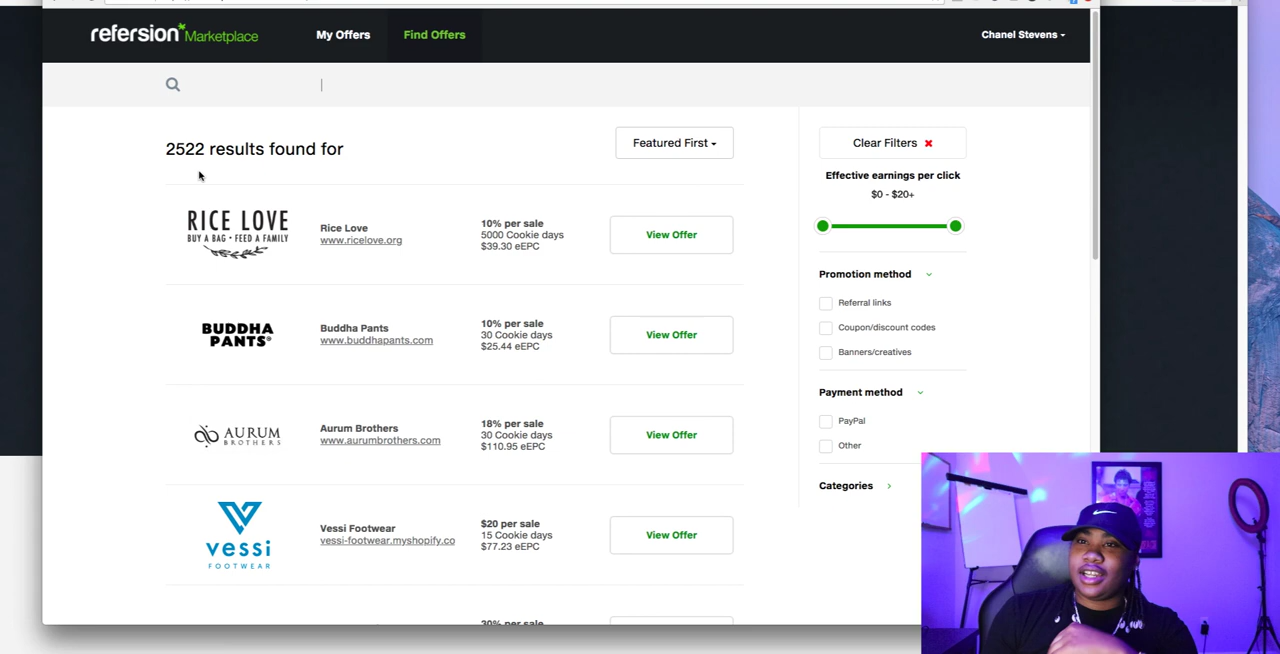 refersion Marketplace
My Offers
Find Offers
Chanel Stevens
2522 results found for
Featured First
Clear Filters
Effective earnings per click
$0 - $20+
RICE LOVE
BUY A BAG • FEED A FAMILY
Rice Love
www.ricelove.org
10% per sale
5000 Cookie days
$39.30 eEPC
View Offer
Promotion method
Referral links
Coupon/discount codes
Banners/creatives
BUDDHA
PANTS®
Buddha Pants
www.buddhapants.com
10% per sale
30 Cookie days
$25.44 eEPC
View Offer
Payment method
PayPal
Other
Categories
AURUM
BROTHERS
Aurum Brothers
www.aurumbrothers.com
18% per sale
30 Cookie days
$110.95 eEPC
View Offer
vessi
FOOTWEAR
Vessi Footwear
vessi-footwear.myshopify.co
$20 per sale
15 Cookie days
$77.23 eEPC
View Offer
30% per sale